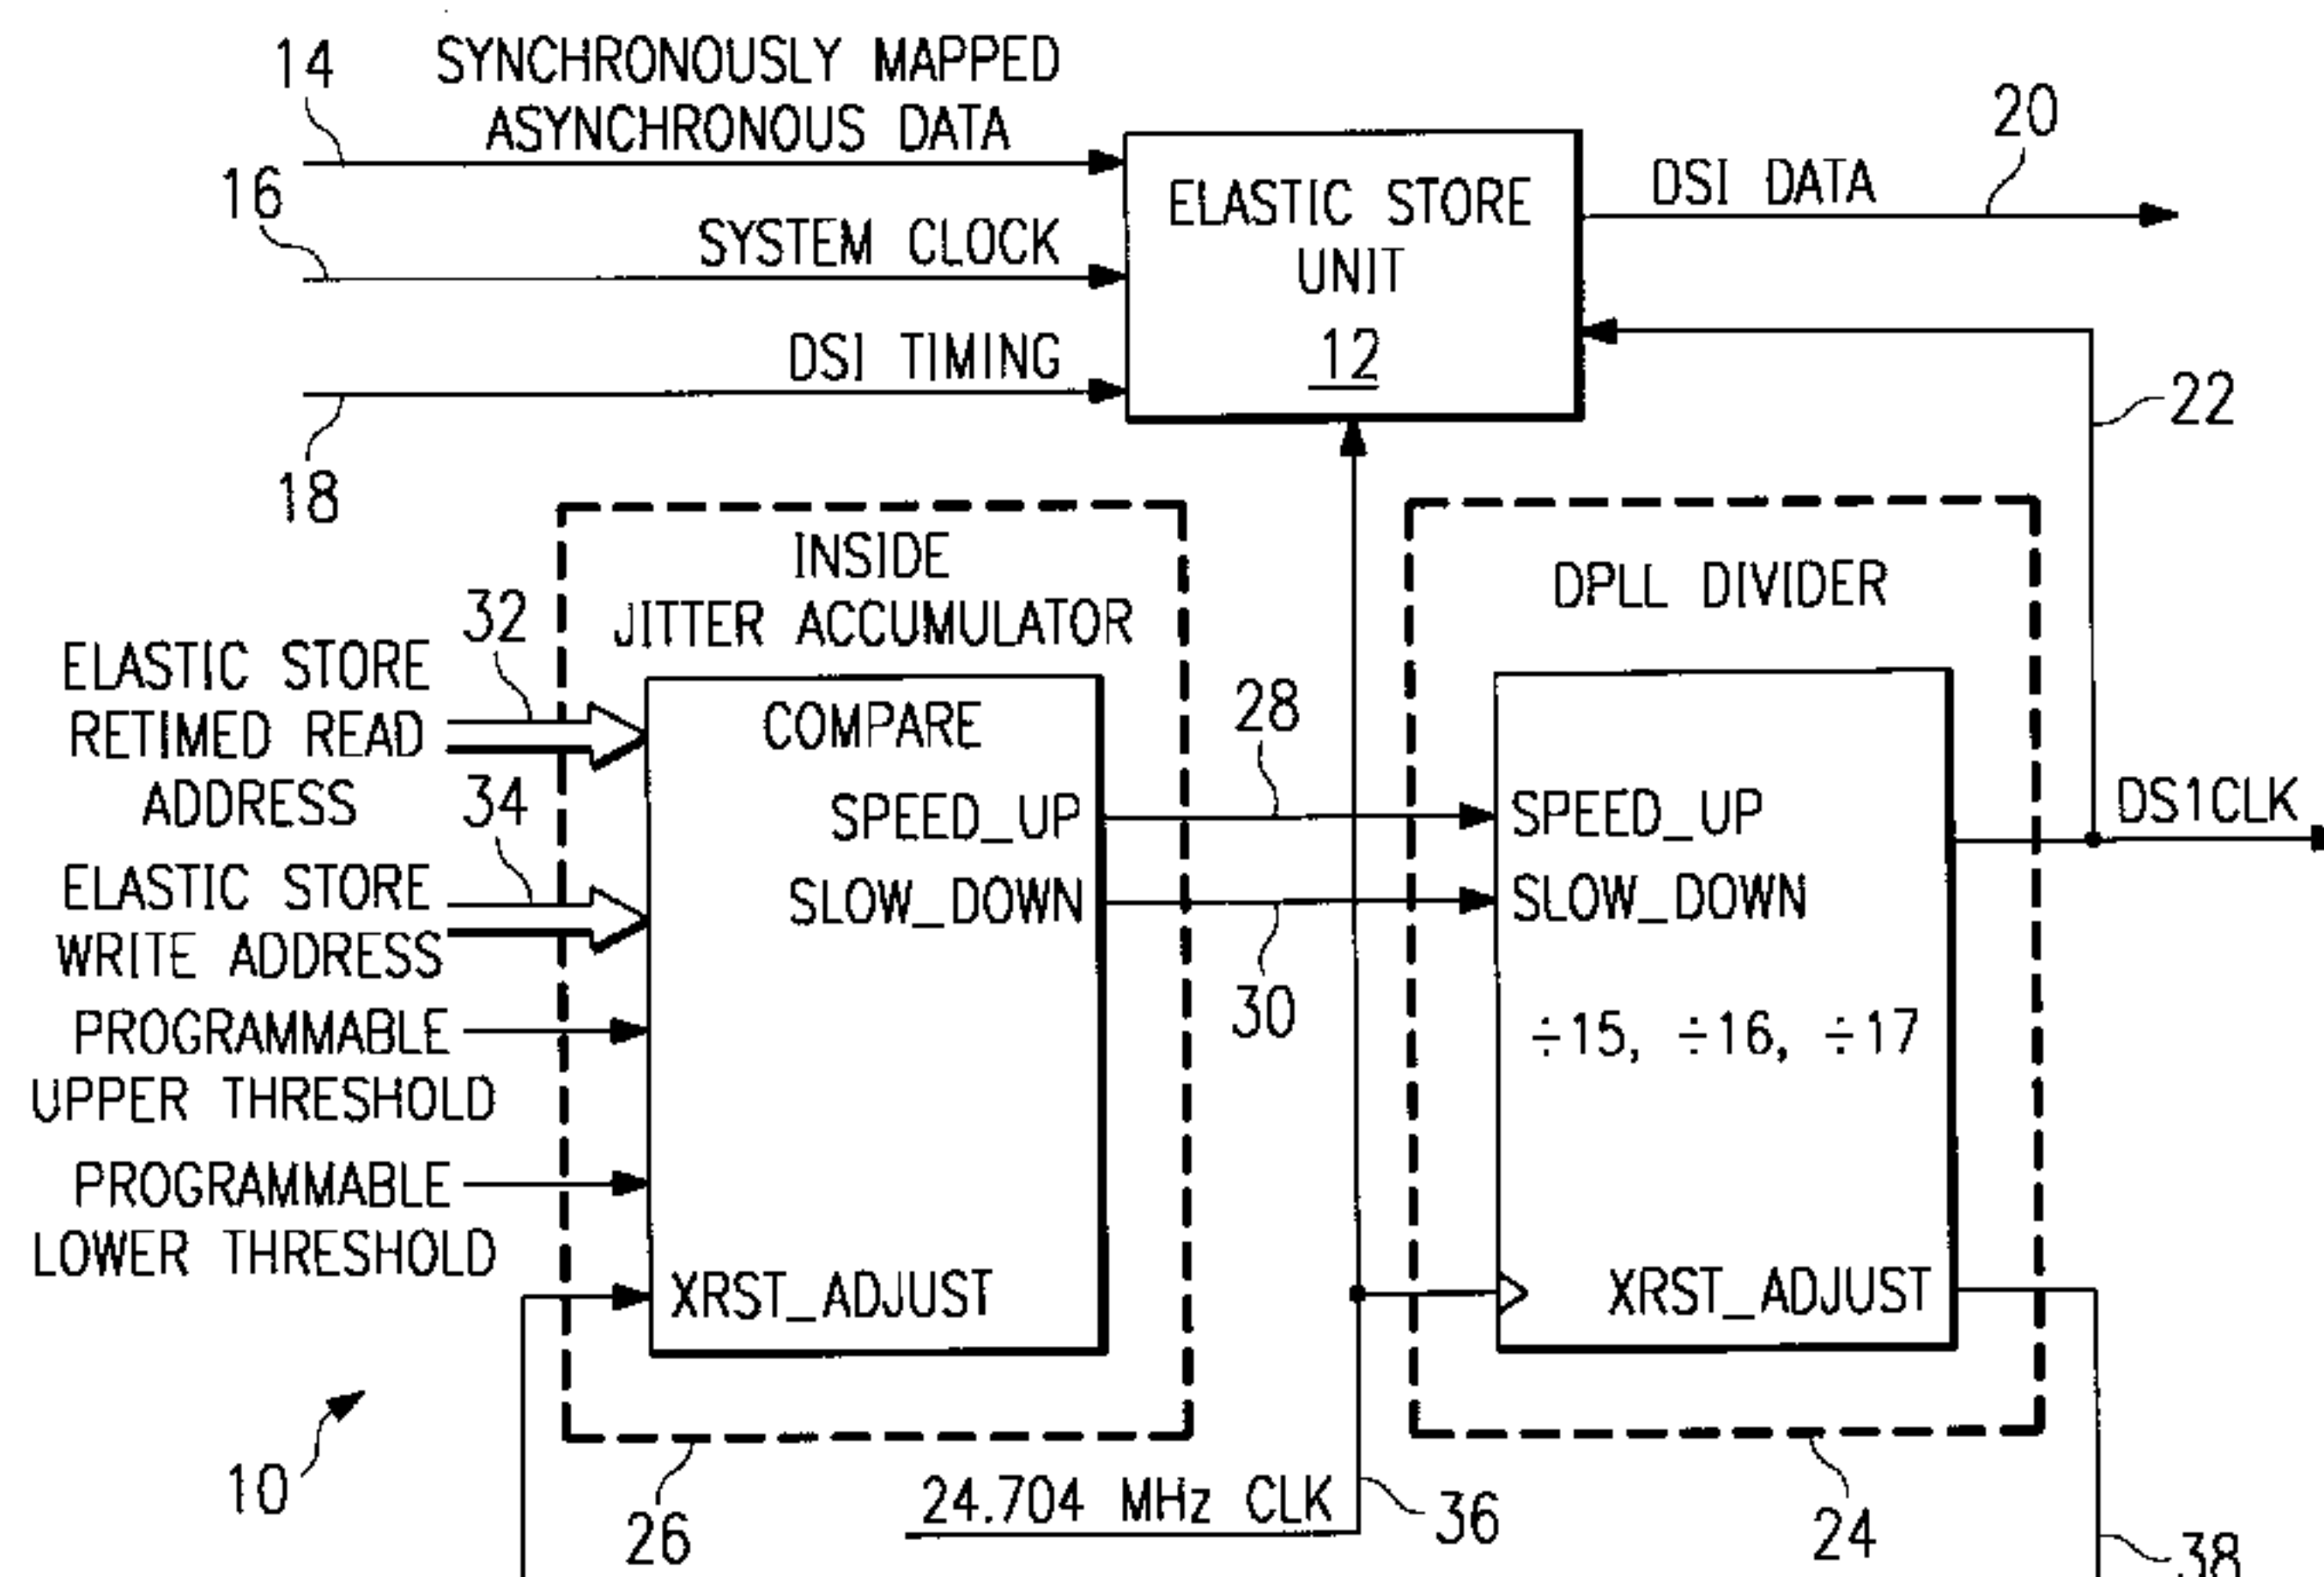 14
SYNCHRONOUSLY MAPPED
ASYNCHRONOUS DATA
16
SYSTEM CLOCK
DSI TIMING
18
ELASTIC STORE
UNIT
12
DSI DATA
20
22
INSIDE
JITTER ACCUMULATOR
DPLL DIVIDER
ELASTIC STORE
RETIMED READ
ADDRESS
32
34
ELASTIC STORE
WRITE ADDRESS
PROGRAMMABLE
UPPER THRESHOLD
PROGRAMMABLE
LOWER THRESHOLD
COMPARE
SPEED_UP
SLOW_DOWN
XRST_ADJUST
28
30
SPEED_UP
SLOW_DOWN
÷15, ÷16, ÷17
XRST_ADJUST
DS1CLK
10
26
24.704 MHz CLK
36
24
38